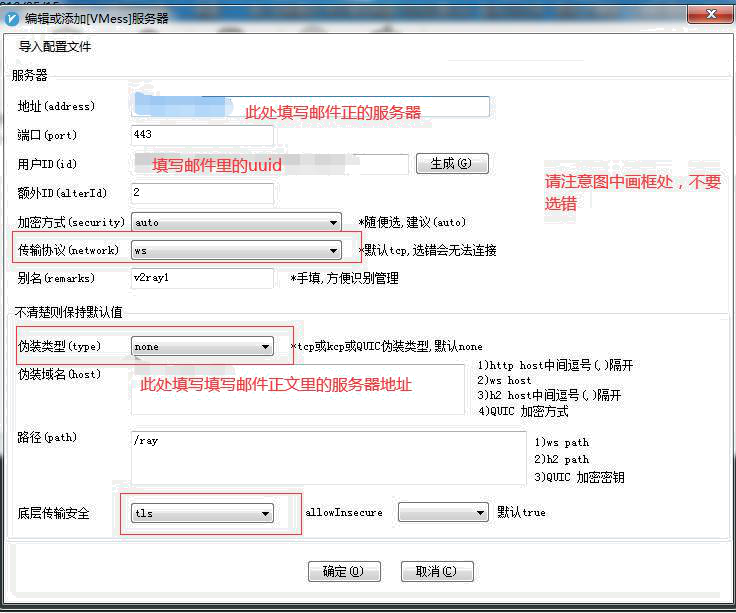 编辑或添加[VMess]服务器
导入配置文件
服务器
地址(address)
此处填写邮件正的服务器
端口(port)
443
用户ID(id)
填写邮件里的uuid
生成(G)
请注意图中画框处，不要
选错
额外ID(alterId)
2
加密方式(security)
auto
*随便选,建议(auto)
传输协议(network)
ws
*默认tcp,选错会无法连接
别名(remarks)
v2ray1
*手填,方便识别管理
不清楚则保持默认值
伪装类型(type)
none
*tcp或kcp或QUIC伪装类型,默认none
伪装域名(host)
此处填写填写邮件正文里的服务器地址
1)http host中间逗号(,)隔开
2)ws host
3)h2 host中间逗号(,)隔开
4)QUIC 加密方式
路径(path)
/ray
1)ws path
2)h2 path
3)QUIC 加密密钥
底层传输安全
tls
allowInsecure
默认true
确定(O)
取消(C)